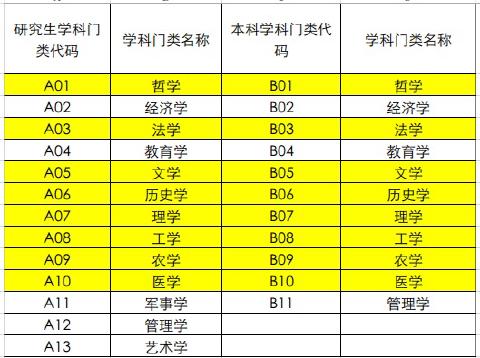 研究生学科门类代码 学科门类名称 本科学科门类代码 学科门类名称
A01 哲学 B01 哲学
A02 经济学 B02 经济学
A03 法学 B03 法学
A04 教育学 B04 教育学
A05 文学 B05 文学
A06 历史学 B06 历史学
A07 理学 B07 理学
A08 工学 B08 工学
A09 农学 B09 农学
A10 医学 B10 医学
A11 军事学 B11 管理学
A12 管理学
A13 艺术学